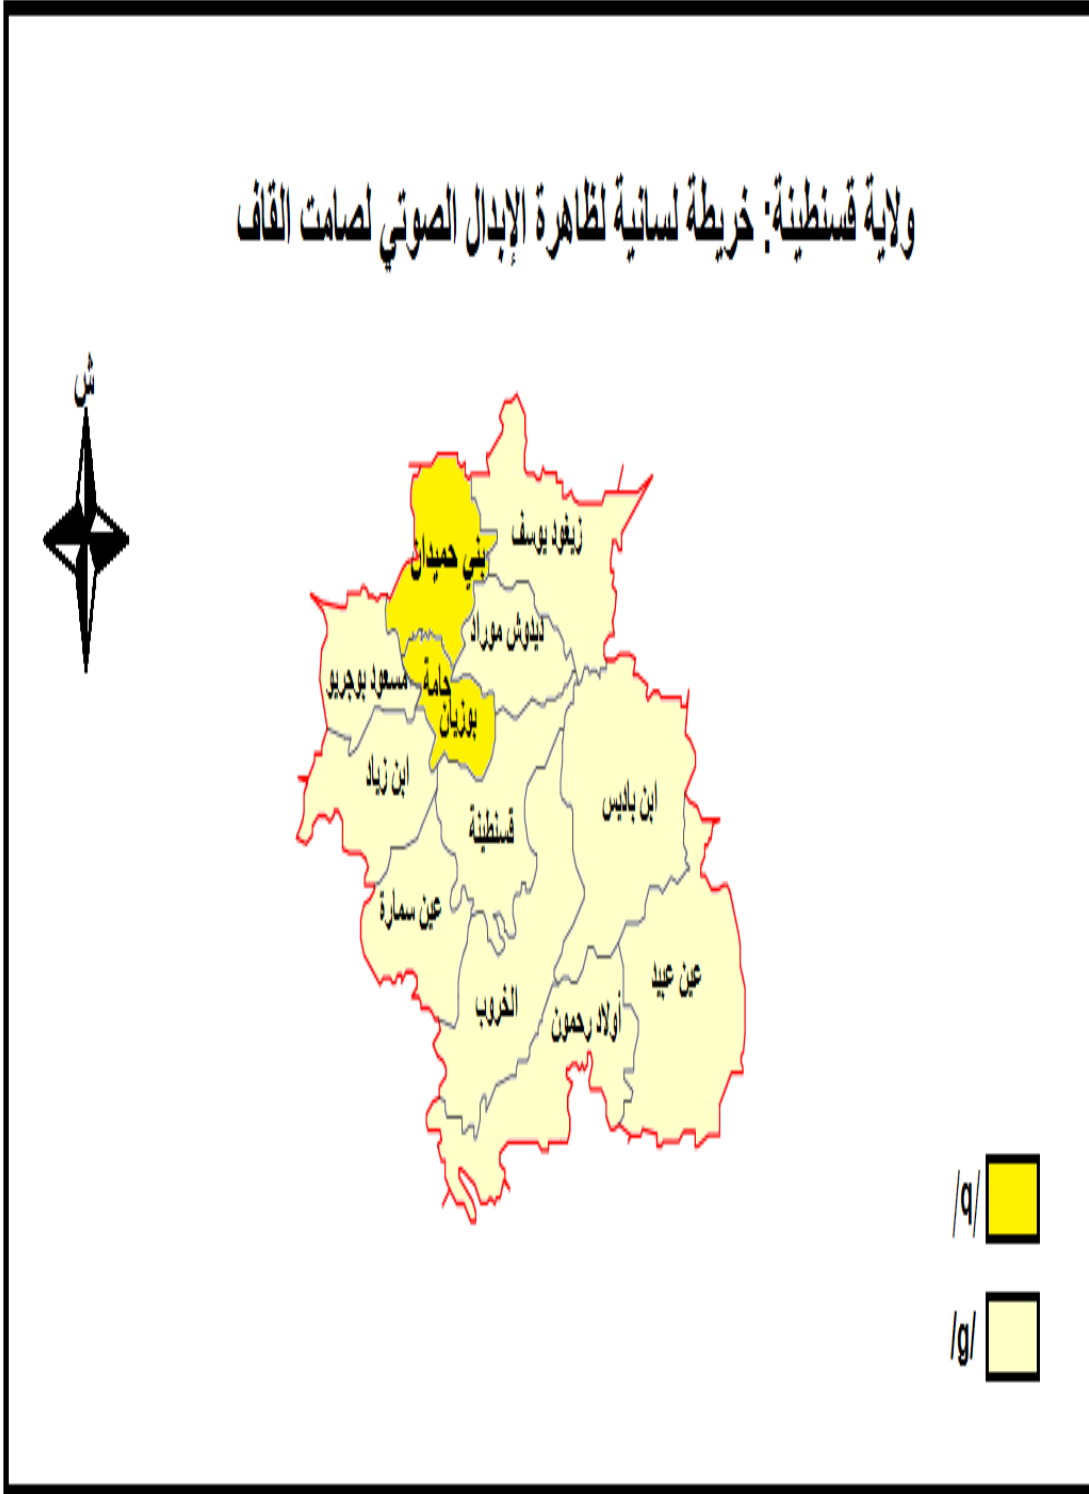 ولاية قسنطينة: خريطة لسانية لظاهرة الإبدال الصوتي لصامت القاف
ش
زيغود يوسف
بني حميدان
ديدوش موراد
مسعود بوجريو
حامة
بوزيان
ابن زياد
ابن باديس
قسنطينة
عين سمارة
عين عبيد
الخروب
أولاد رحمون
/q/
/g/